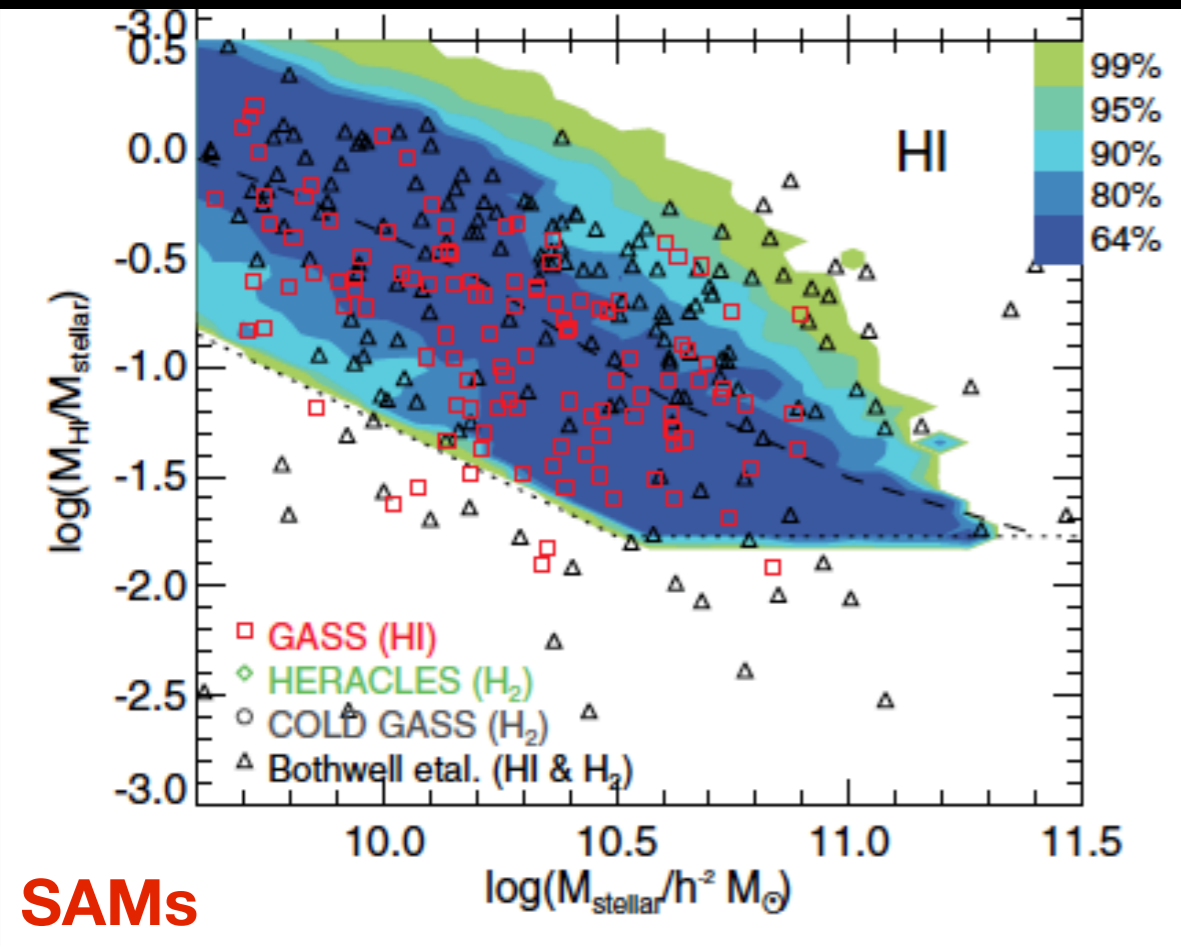 -3.0
0.5
0.0
-0.5
-1.0
-1.5
-2.0
-2.5
-3.0
log(M_HI/M_stellar)
HI
99%
95%
90%
80%
64%
GASS (HI)
HERACLES (H₂)
COLD GASS (H₂)
Bothwell etal. (HI & H₂)
10.0 10.5 11.0 11.5
log(M_stellar/h⁻² M_⊙)
SAMs